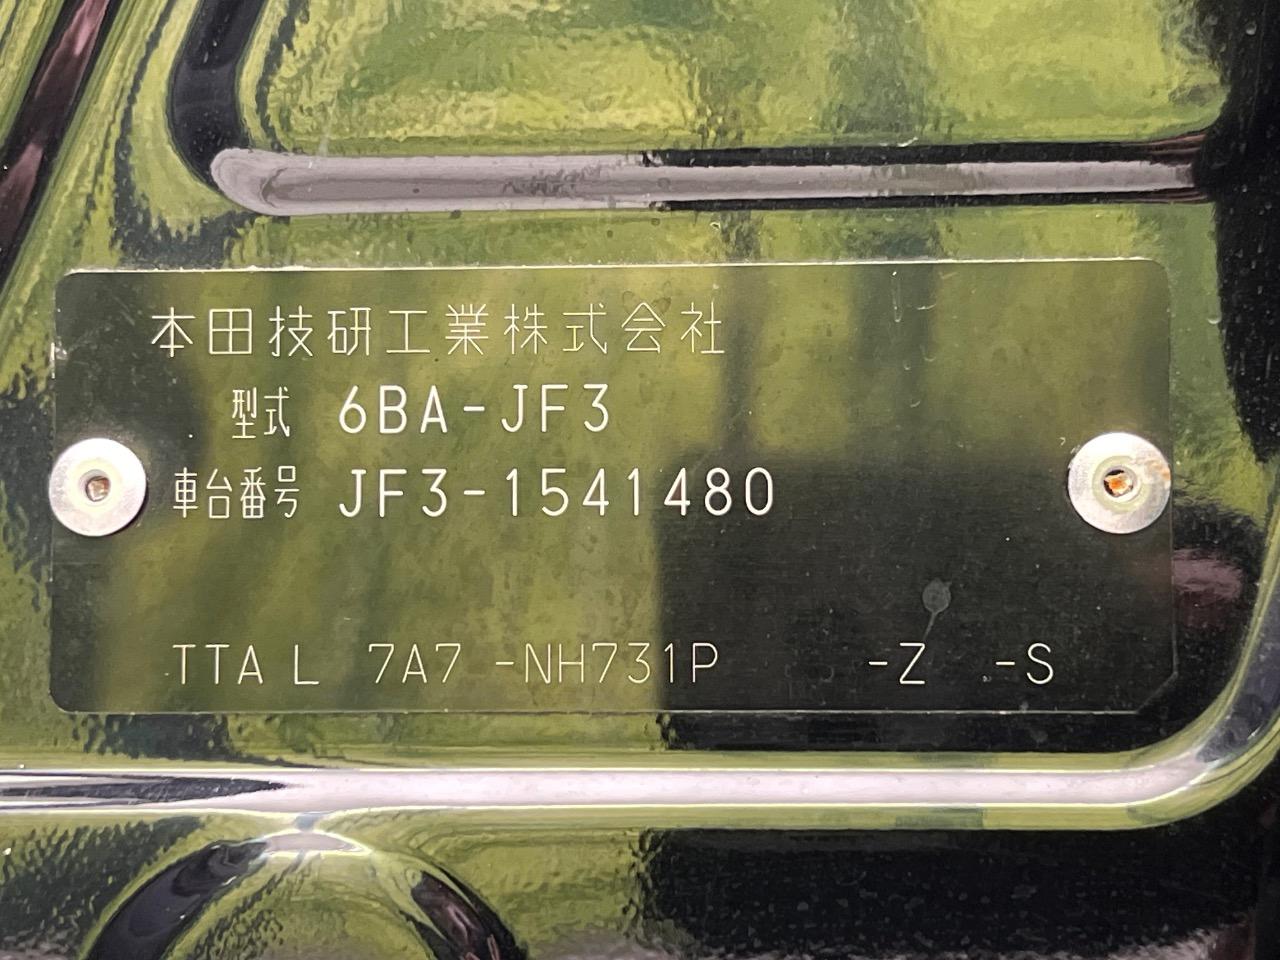 本田技研工業株式会社
型式 6BA-JF3
車台番号 JF3-1541480
TTA L 7A7 -NH731P -Z -S